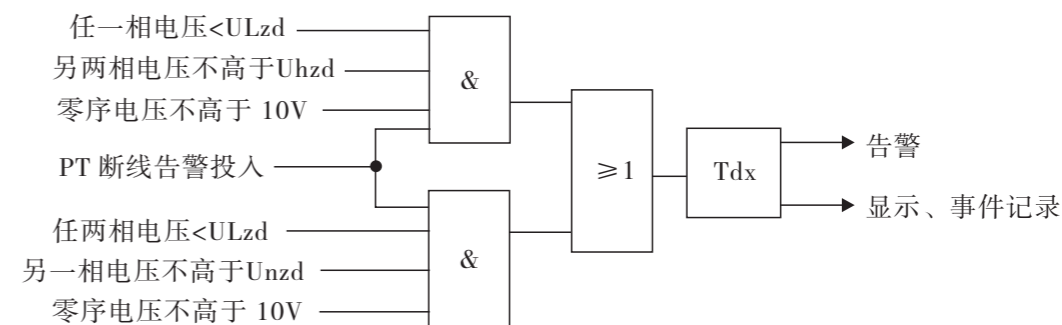 任一相电压<ULzd
另两相电压不高于Uhzd
零序电压不高于 10V
&
PT 断线告警投入
≥1
Tdx
告警
显示、事件记录
任两相电压<ULzd
另一相电压不高于Unzd
零序电压不高于 10V
&